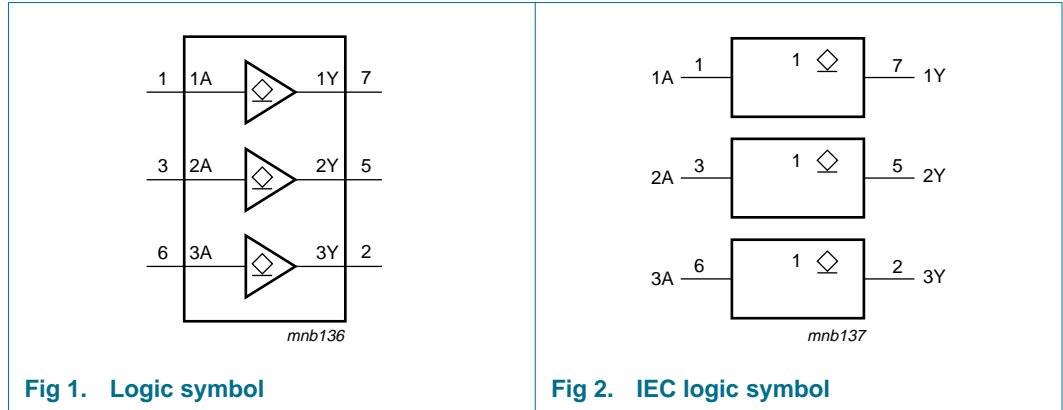 1 1A 1Y 7
3 2A 2Y 5
6 3A 3Y 2
mnb136
Fig 1. Logic symbol
1A 1 1 7 1Y
2A 3 1 5 2Y
3A 6 1 2 3Y
mnb137
Fig 2. IEC logic symbol